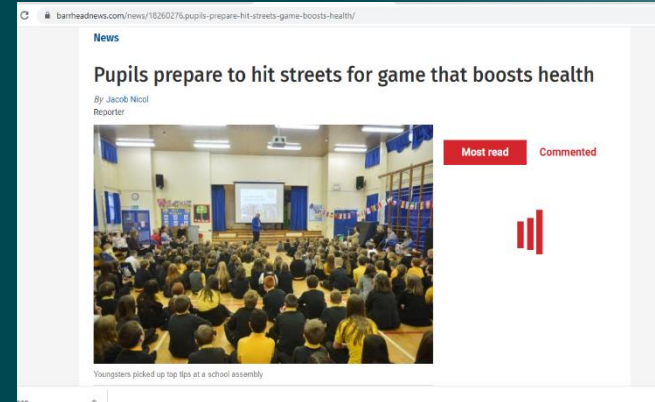 barrheadnews.com/news/18260276.pupils-prepare-hit-streets-game-boosts-health/
News
Pupils prepare to hit streets for game that boosts health
By Jacob Nicol
Reporter
Most read Commented
Youngsters picked up top tips at a school assembly